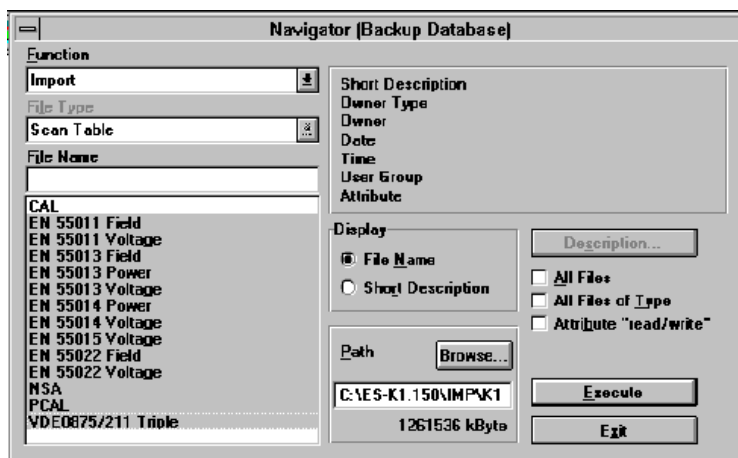 Navigator (Backup Database)
Function
Import
File Type
Scan Table
File Name
CAL
EN 55011 Field
EN 55011 Voltage
EN 55013 Field
EN 55013 Power
EN 55013 Voltage
EN 55014 Power
EN 55014 Voltage
EN 55015 Voltage
EN 55022 Field
EN 55022 Voltage
NSA
PCAL
VDE0875/211 Triple
Short Description
Owner Type
Owner
Date
Time
User Group
Attribute
Display
File Name
Short Description
Description...
All Files
All Files of Type
Attribute "read/write"
Path
Browse...
C:\ES-K1.150\IMP\K1
1261536 kByte
Execute
Exit